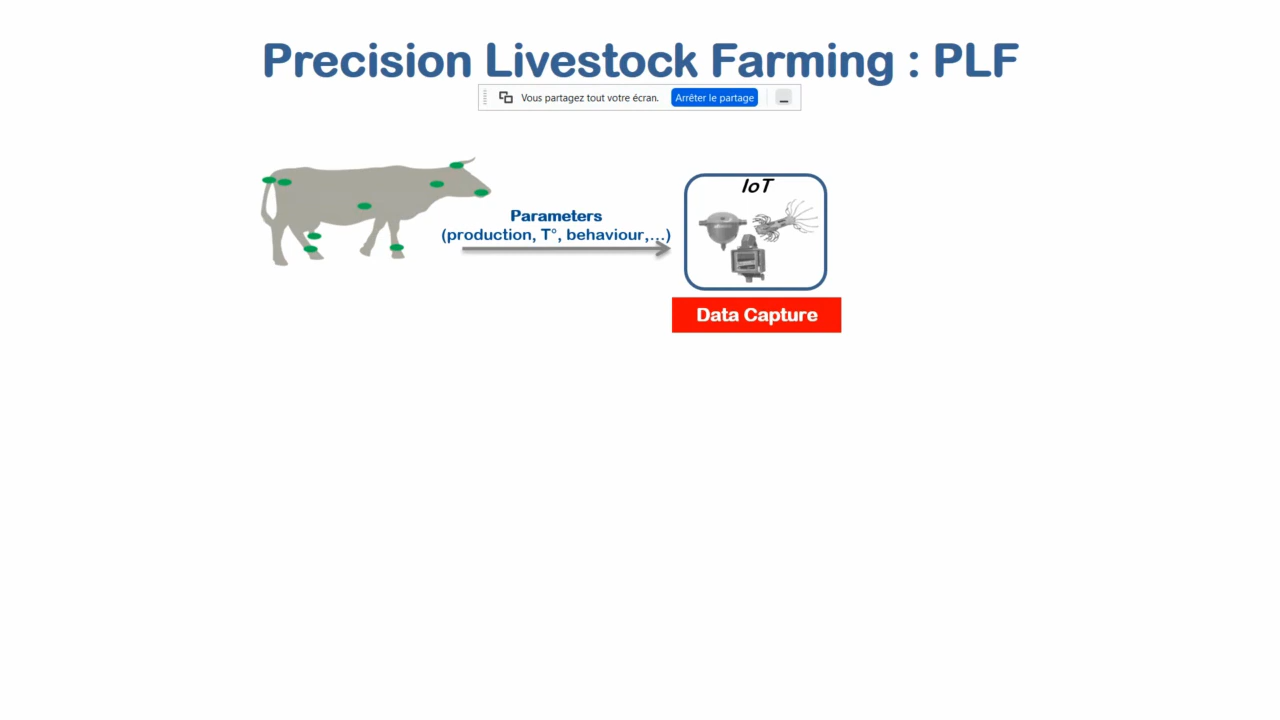 Precision Livestock Farming : PLF
Vous partagez tout votre écran. Arrêter le partage
IoT
Parameters
(production, T°, behaviour,...)
Data Capture